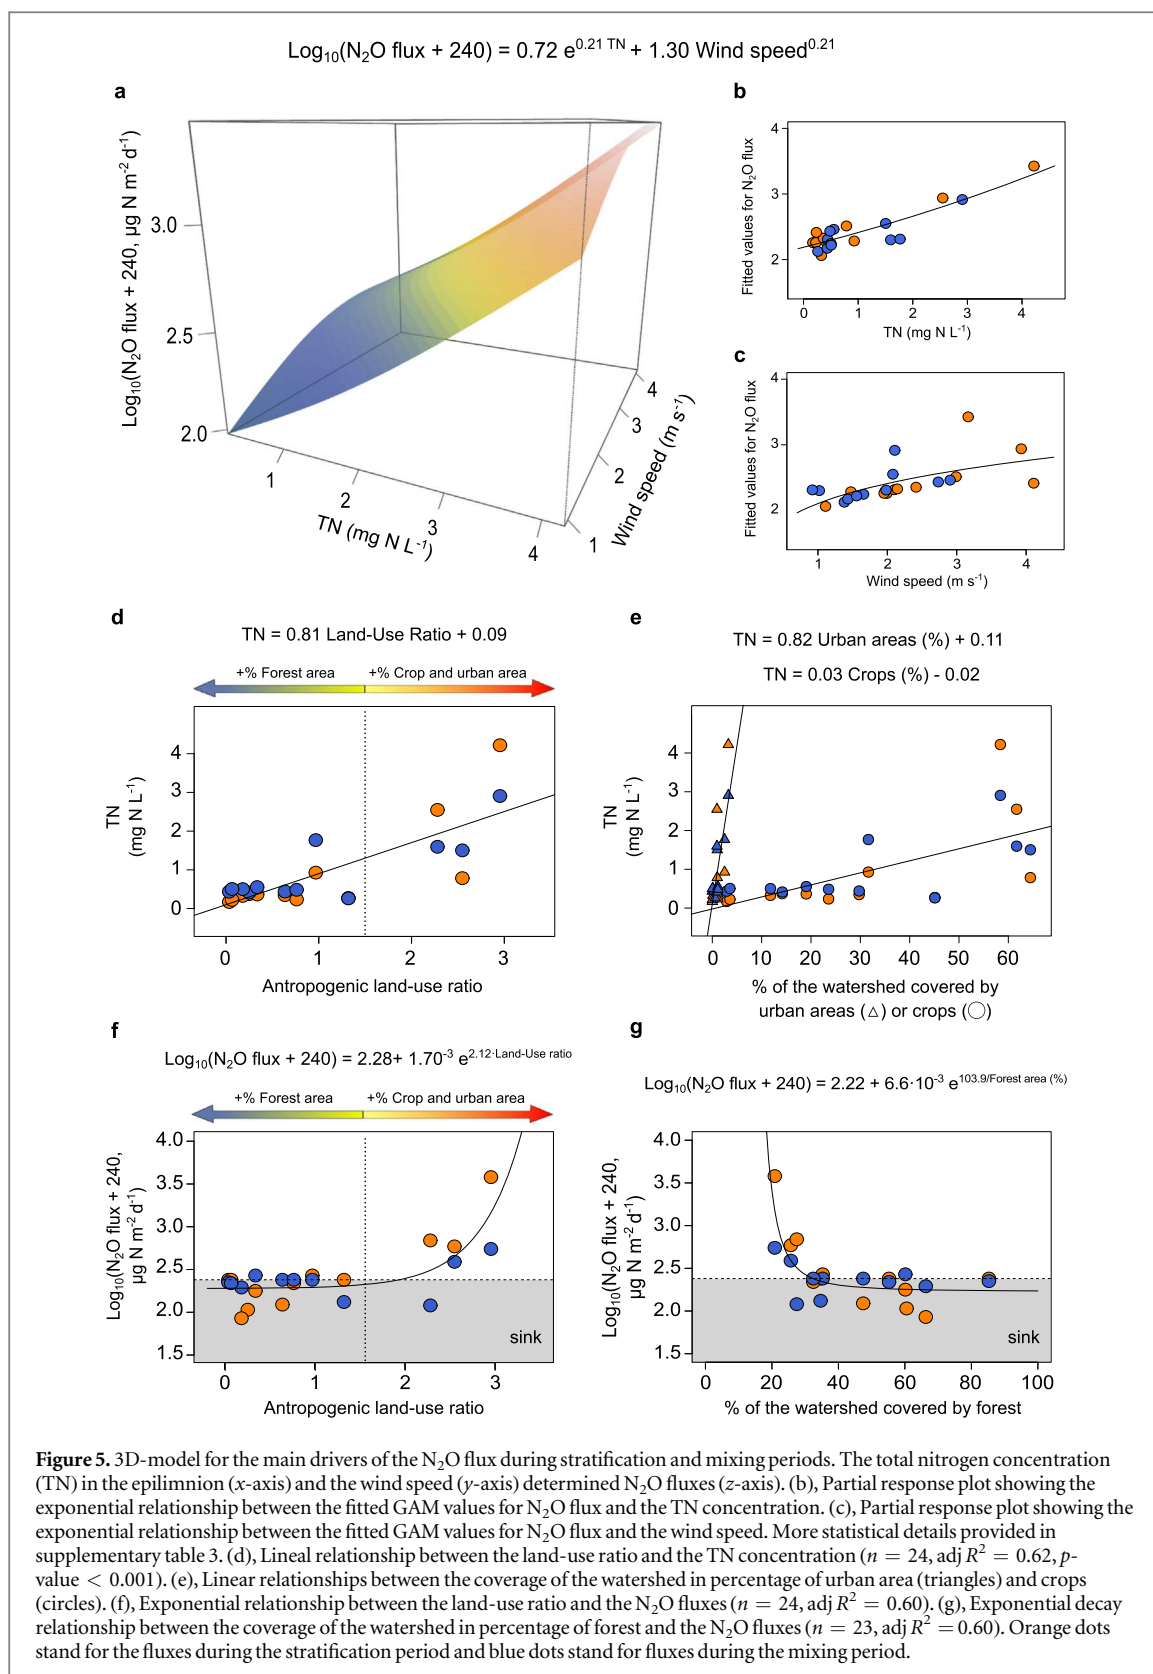 Log10(N2O flux + 240) = 0.72 e^0.21 TN + 1.30 Wind speed^0.21
a
Log10(N2O flux + 240, µg N m-2 d-1)
3.0
2.5
2.0
1
2
3
4
TN (mg N L-1)
1
2
3
4
Wind speed (m s-1)
b
Fitted values for N2O flux
4
3
2
0 1 2 3 4
TN (mg N L-1)
c
Fitted values for N2O flux
4
3
2
1 2 3 4
Wind speed (m s-1)
d
TN = 0.81 Land-Use Ratio + 0.09
+% Forest area +% Crop and urban area
TN
(mg N L-1)
4
3
2
1
0
0 1 2 3
Antropogenic land-use ratio
e
TN = 0.82 Urban areas (%) + 0.11
TN = 0.03 Crops (%) - 0.02
TN
(mg N L-1)
4
3
2
1
0
0 10 20 30 40 50 60
% of the watershed covered by
urban areas (△) or crops (◯)
f
Log10(N2O flux + 240) = 2.28+ 1.70-3 e^2.12·Land-Use ratio
+% Forest area +% Crop and urban area
Log10(N2O flux + 240,
µg N m-2 d-1)
4.0
3.5
3.0
2.5
2.0
1.5
sink
0 1 2 3
Antropogenic land-use ratio
g
Log10(N2O flux + 240) = 2.22 + 6.6·10-3 e^103.9/Forest area (%)
Log10(N2O flux + 240,
µg N m-2 d-1)
4.0
3.5
3.0
2.5
2.0
1.5
sink
0 20 40 60 80 100
% of the watershed covered by forest
Figure 5. 3D-model for the main drivers of the N2O flux during stratification and mixing periods. The total nitrogen concentration
(TN) in the epilimnion (x-axis) and the wind speed (y-axis) determined N2O fluxes (z-axis). (b), Partial response plot showing the
exponential relationship between the fitted GAM values for N2O flux and the TN concentration. (c), Partial response plot showing the
exponential relationship between the fitted GAM values for N2O flux and the wind speed. More statistical details provided in
supplementary table 3. (d), Lineal relationship between the land-use ratio and the TN concentration (n = 24, adj R2 = 0.62, p-
value < 0.001). (e), Linear relationships between the coverage of the watershed in percentage of urban area (triangles) and crops
(circles). (f), Exponential relationship between the land-use ratio and the N2O fluxes (n = 24, adj R2 = 0.60). (g), Exponential decay
relationship between the coverage of the watershed in percentage of forest and the N2O fluxes (n = 23, adj R2 = 0.60). Orange dots
stand for the fluxes during the stratification period and blue dots stand for fluxes during the mixing period.